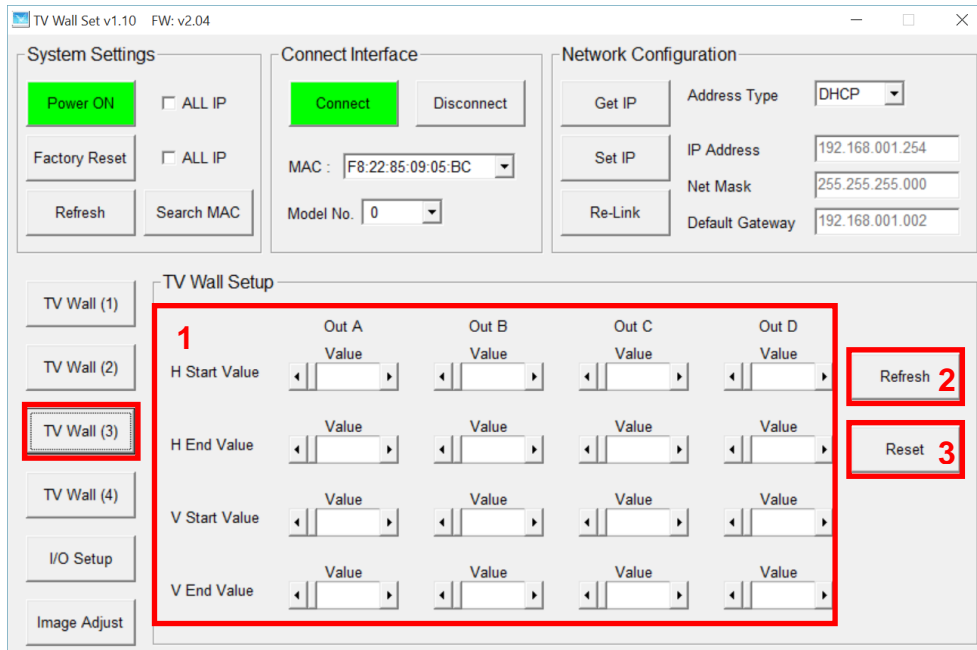 TV Wall Set v1.10 FW: v2.04
System Settings
Power ON
ALL IP
Factory Reset
ALL IP
Refresh
Search MAC
Connect Interface
Connect
Disconnect
MAC : F8:22:85:09:05:BC
Model No. 0
Network Configuration
Get IP
Address Type DHCP
Set IP
IP Address 192.168.001.254
Net Mask 255.255.255.000
Re-Link
Default Gateway 192.168.001.002
TV Wall (1)
TV Wall (2)
TV Wall (3)
TV Wall (4)
I/O Setup
Image Adjust
TV Wall Setup
1
Out A Out B Out C Out D
Value Value Value Value
H Start Value
Value Value Value Value
H End Value
Value Value Value Value
V Start Value
Value Value Value Value
V End Value
Refresh 2
Reset 3